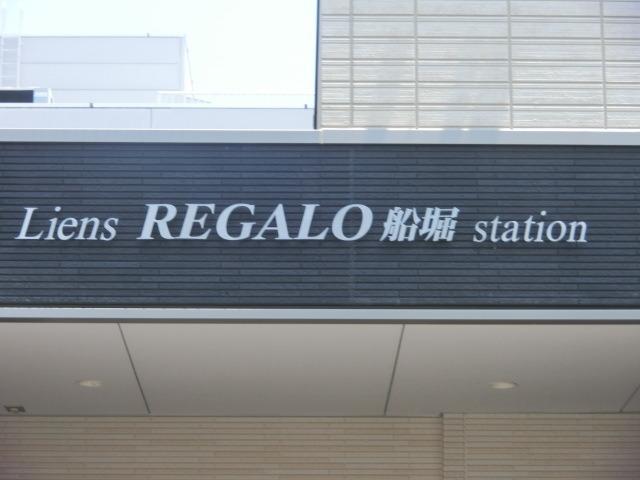 Liens REGALO 船堀 station